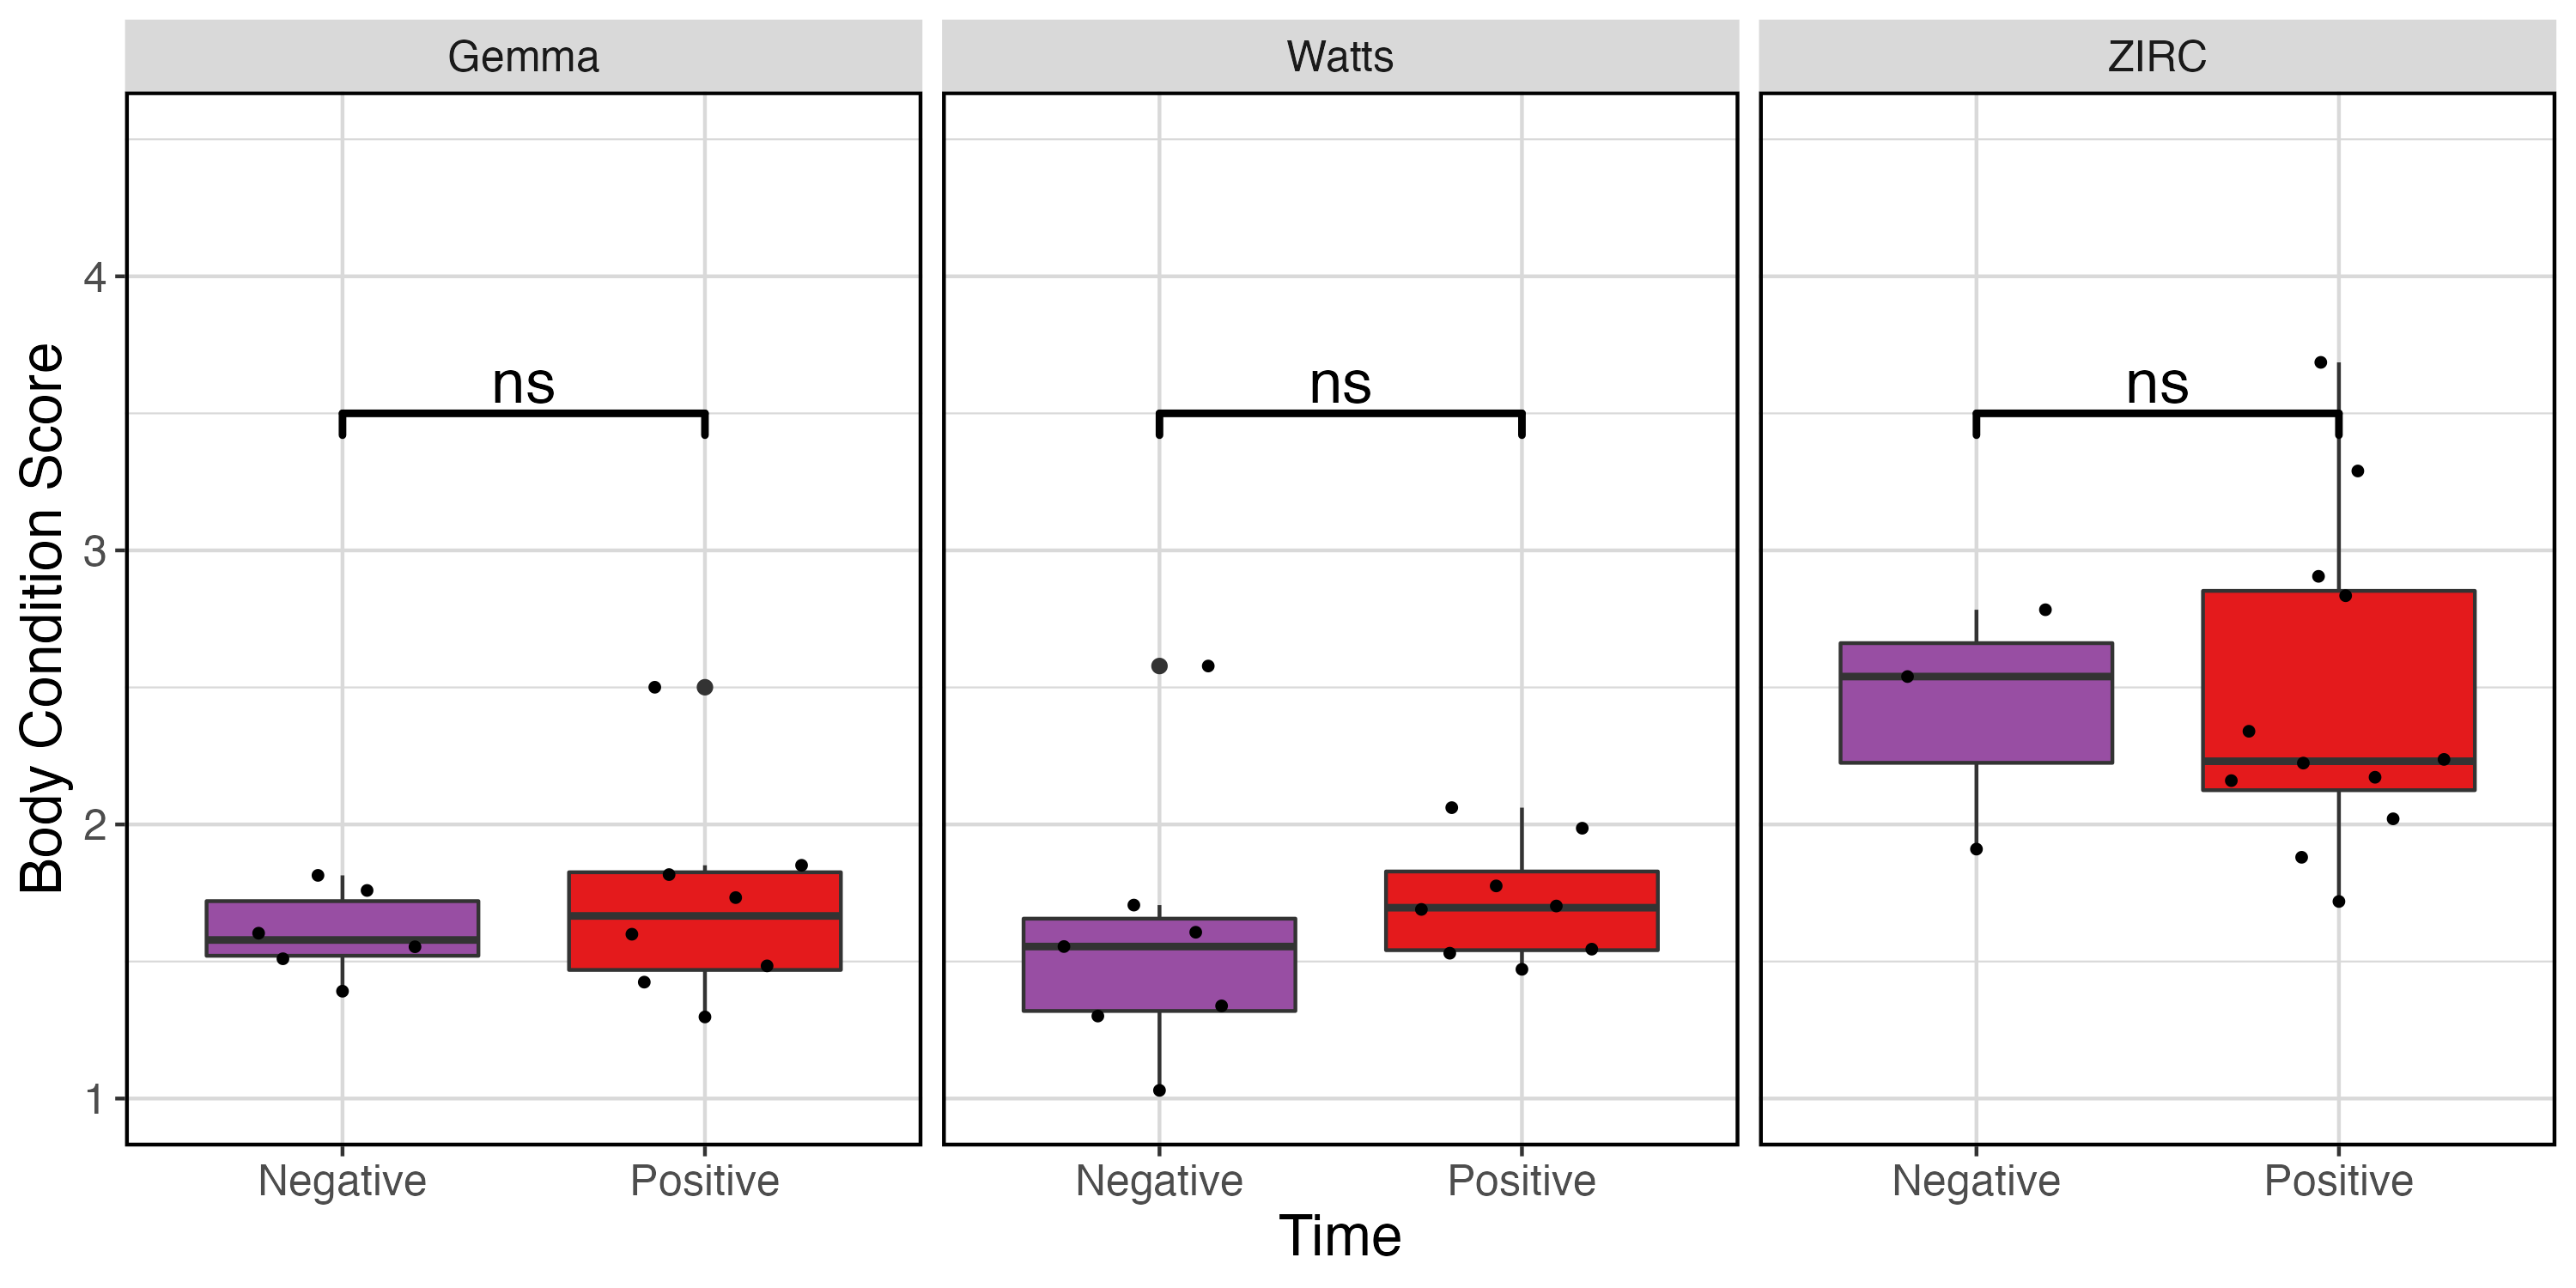 Gemma Watts ZIRC
Body Condition Score
4
3
2
1
ns ns ns
Negative Positive Negative Positive Negative Positive
Time